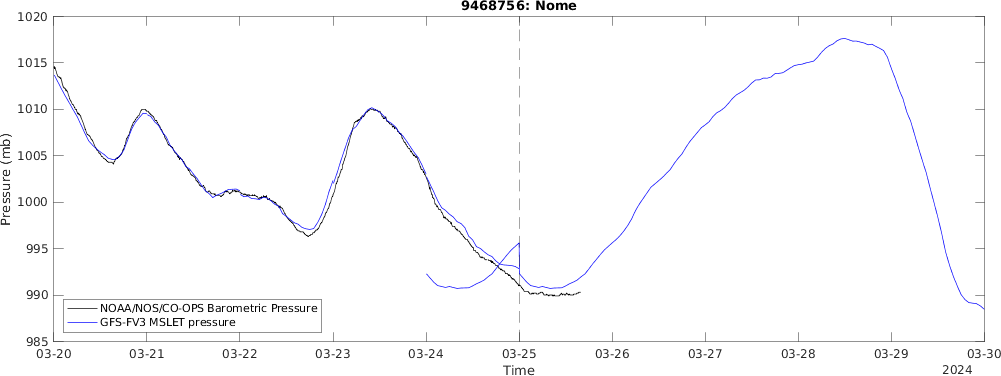 9468756: Nome
1020
1015
1010
1005
1000
995
990
985
Pressure (mb)
NOAA/NOS/CO-OPS Barometric Pressure
GFS-FV3 MSLET pressure
03-20 03-21 03-22 03-23 03-24 03-25 03-26 03-27 03-28 03-29 03-30
Time
2024